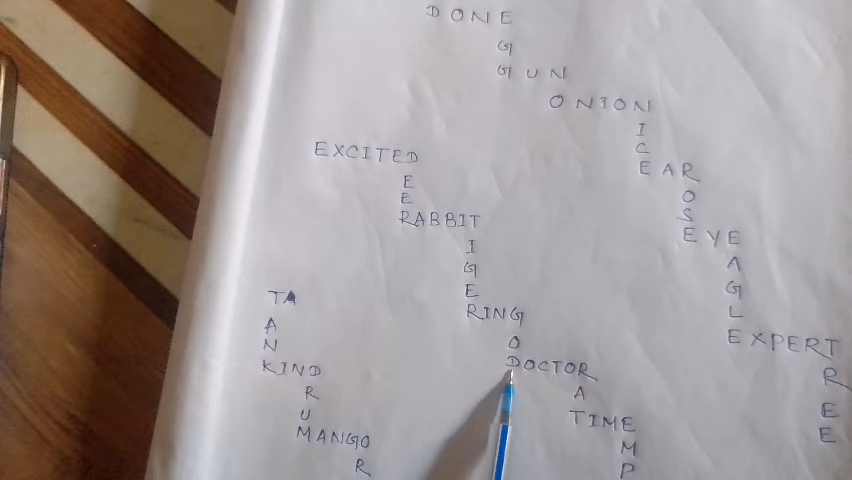 DONE
G
GUN
ONION
I
C
EXCITED
EAR
E
O
E
S
RABBIT
EYE
I
A
G
G
E
L
TA
RING
EXPERT
A
O
R
N
DOCTOR
E
KIND
A
E
R
TIME
U
M
MANGO
P
R